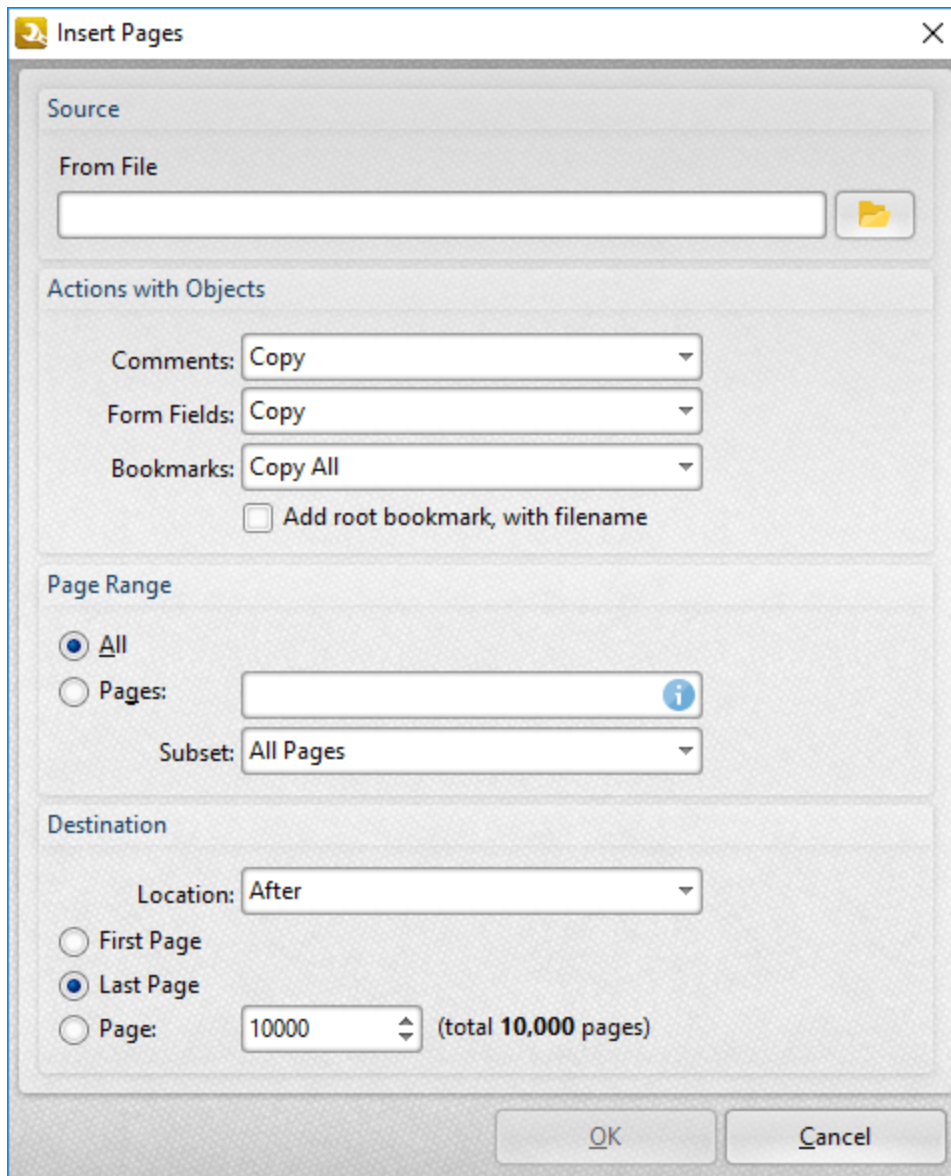 Insert Pages
Source
From File
Actions with Objects
Comments: Copy
Form Fields: Copy
Bookmarks: Copy All
Add root bookmark, with filename
Page Range
All
Pages:
Subset: All Pages
Destination
Location: After
First Page
Last Page
Page: 10000 (total 10,000 pages)
OK Cancel